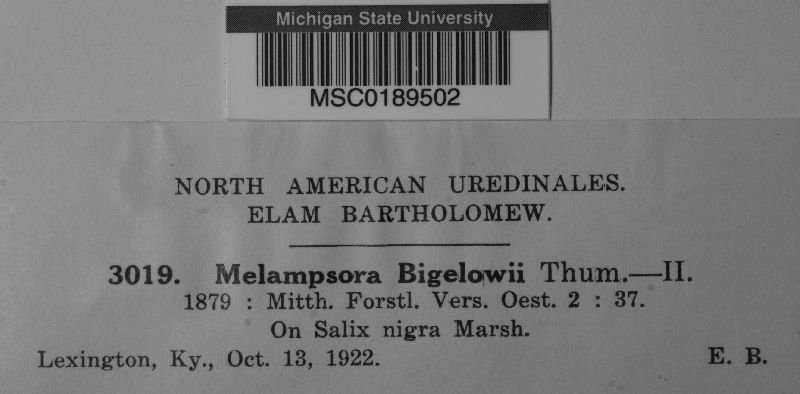 Michigan State University
MSC0189502
NORTH AMERICAN UREDINALES.
ELAM BARTHOLOMEW.
3019. Melampsora Bigelowii Thum.—II.
1879 : Mitth. Forstl. Vers. Oest. 2 : 37.
On Salix nigra Marsh.
Lexington, Ky., Oct. 13, 1922. E. B.